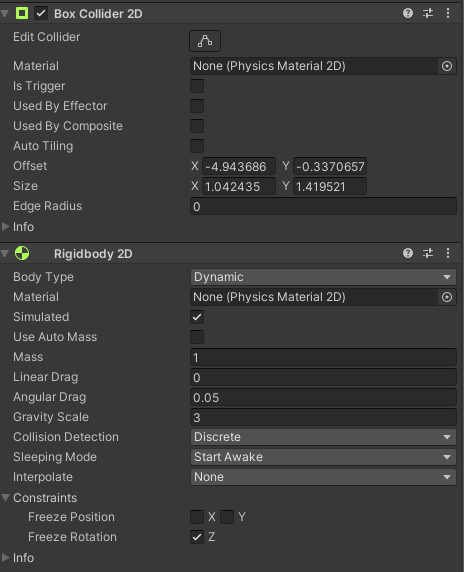 Box Collider 2D
Edit Collider
Material None (Physics Material 2D)
Is Trigger
Used By Effector
Used By Composite
Auto Tiling
Offset X -4.943686 Y -0.3370657
Size X 1.042435 Y 1.419521
Edge Radius 0
Info
Rigidbody 2D
Body Type Dynamic
Material None (Physics Material 2D)
Simulated
Use Auto Mass
Mass 1
Linear Drag 0
Angular Drag 0.05
Gravity Scale 3
Collision Detection Discrete
Sleeping Mode Start Awake
Interpolate None
Constraints
Freeze Position X Y
Freeze Rotation Z
Info